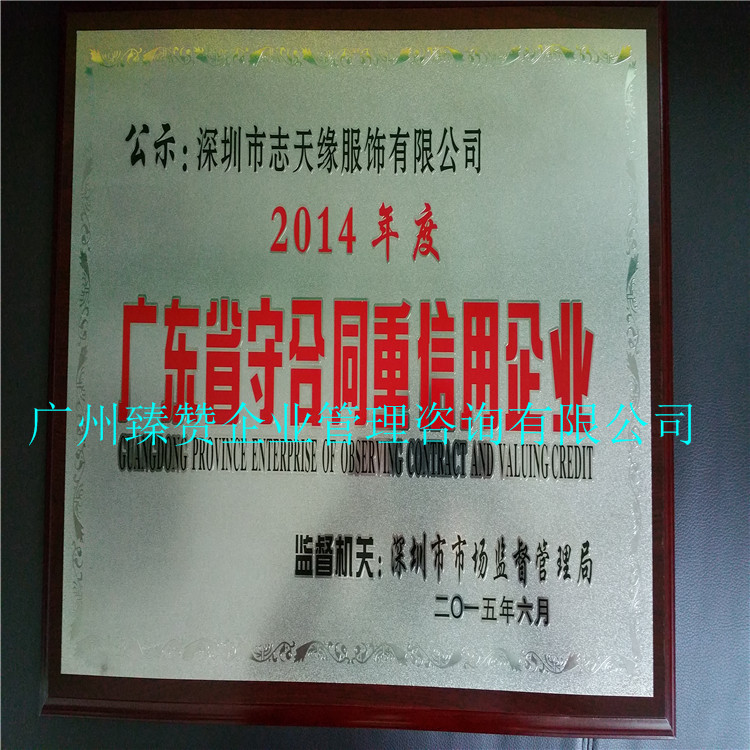 公示：深圳市志天缘服饰有限公司
2014年度
广东省守合同重信用企业
广州臻赞企业管理咨询有限公司
GUANGDONG PROVINCE ENTERPRISE OF OBSERVING CONTRACT AND VALUING CREDIT
监督机关：深圳市市场监督管理局
二〇一五年六月